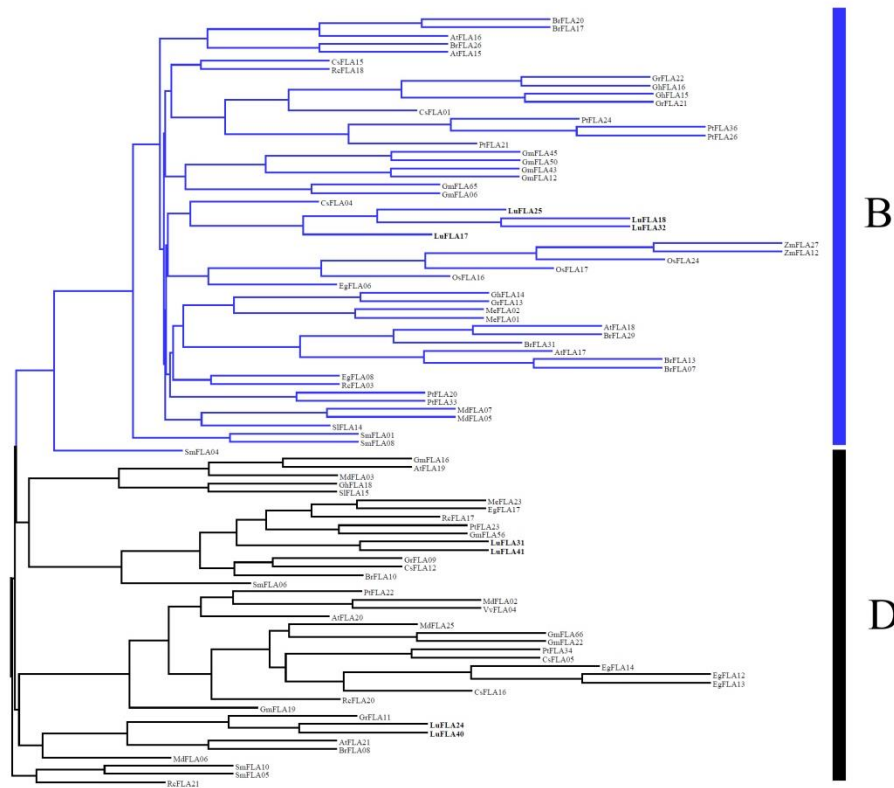 BrFLA20
BrFLA17
AtFLA16
BrFLA26
AtFLA15
CsFLA15
RcFLA18
GrFLA22
GhFLA16
GhFLA15
GrFLA21
CsFLA01
PtFLA24
PtFLA36
PtFLA26
PtFLA21
GmFLA45
GmFLA50
GmFLA43
GmFLA12
GmFLA65
GmFLA06
CsFLA04
LuFLA25
LuFLA18
LuFLA32
LuFLA17
ZmFLA27
ZmFLA12
OsFLA24
OsFLA17
OsFLA16
EgFLA06
GhFLA14
GrFLA13
MeFLA02
MeFLA01
AtFLA18
BrFLA29
BrFLA31
AtFLA17
BrFLA13
BrFLA07
EgFLA08
RcFLA03
PtFLA20
PtFLA33
MdFLA07
MdFLA05
SlFLA14
SmFLA01
SmFLA08
SmFLA04
B
GmFLA16
AtFLA19
MdFLA03
GhFLA18
SlFLA15
MeFLA23
EgFLA17
RcFLA17
PtFLA23
GmFLA56
LuFLA31
LuFLA41
GrFLA09
CsFLA12
BrFLA10
SmFLA06
PtFLA22
MdFLA02
VvFLA04
AtFLA20
MdFLA25
GmFLA66
GmFLA22
PtFLA34
CsFLA05
EgFLA14
EgFLA12
EgFLA13
CsFLA16
RcFLA20
GmFLA19
GrFLA11
LuFLA24
LuFLA40
AtFLA21
BrFLA08
MdFLA06
SmFLA10
SmFLA05
RcFLA21
D